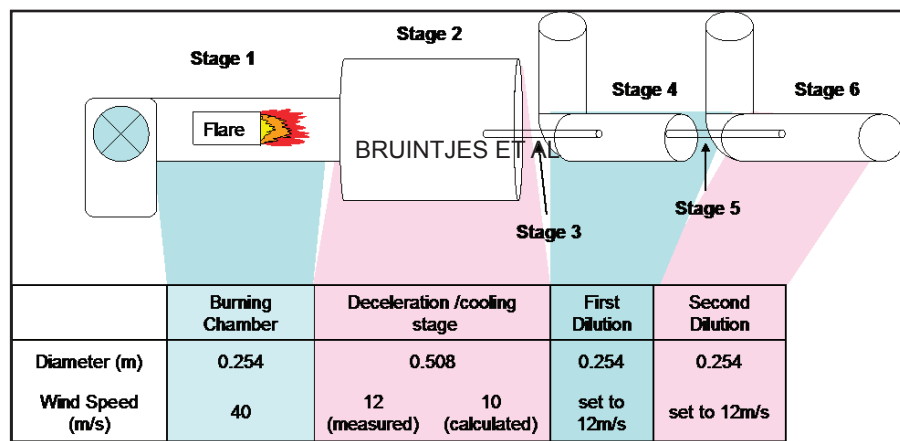 Stage 1
Stage 2
Stage 4
Stage 6
Flare
BRUINTJES ET AL
Stage 3
Stage 5
Burning Chamber
Deceleration /cooling stage
First Dilution
Second Dilution
Diameter (m)
0.254
0.508
0.254
0.254
Wind Speed (m/s)
40
12 (measured)
10 (calculated)
set to 12m/s
set to 12m/s